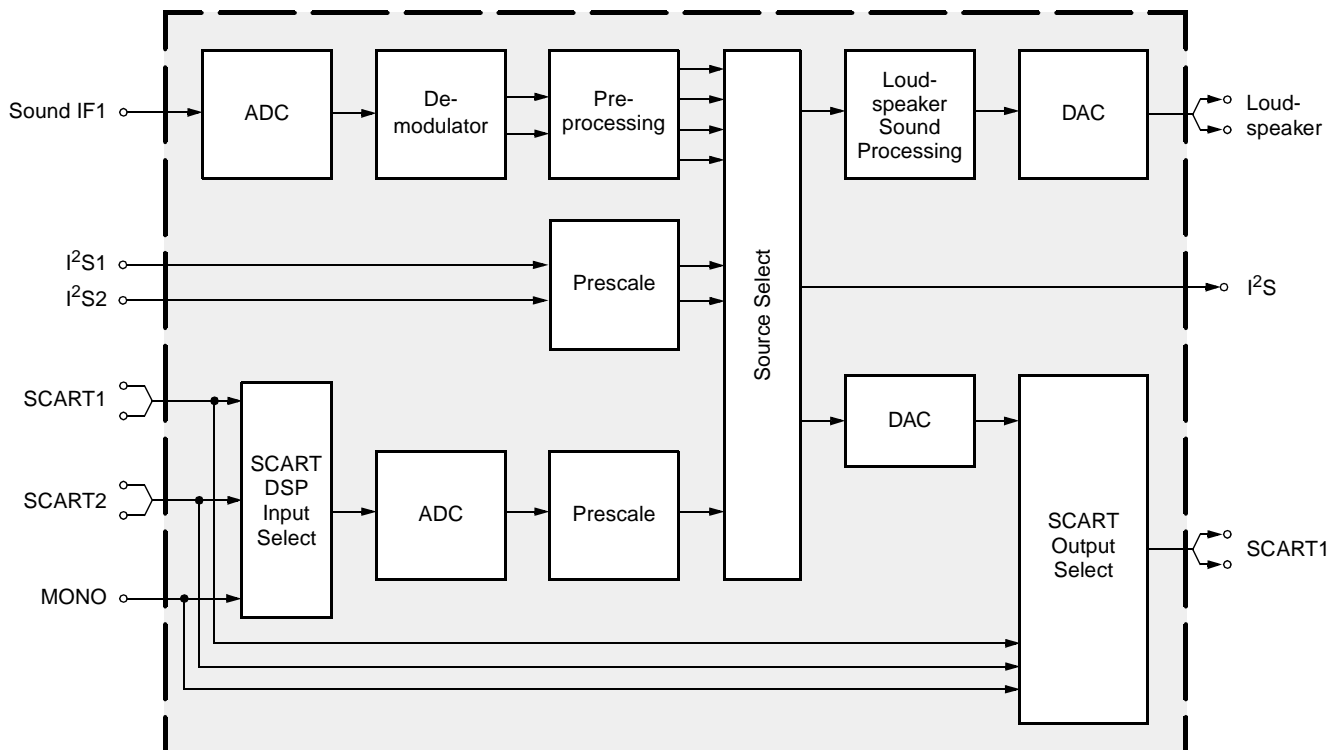 Sound IF1
ADC
De-
modulator
Pre-
processing
Loud-
speaker
Sound
Processing
DAC
Loud-
speaker
I²S1
I²S2
Prescale
Source Select
I²S
SCART1
SCART2
MONO
SCART
DSP
Input
Select
ADC
Prescale
DAC
SCART
Output
Select
SCART1